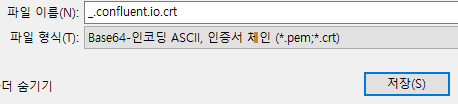 파일 이름(N): _.confluent.io.crt
파일 형식(T): Base64-인코딩 ASCII, 인증서 체인 (*.pem;*.crt)
더 숨기기 저장(S)